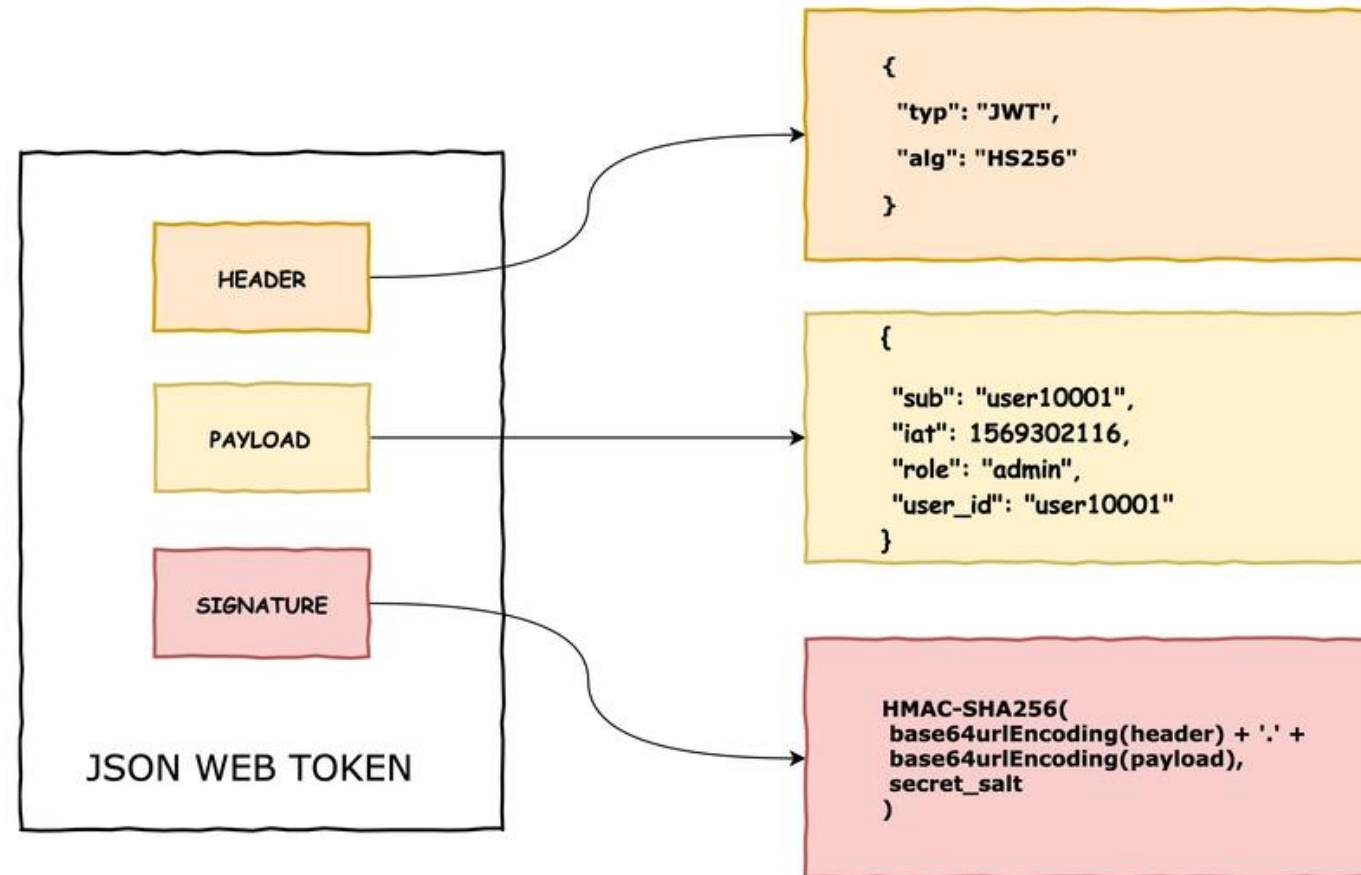 HEADER
PAYLOAD
SIGNATURE
JSON WEB TOKEN
{
"typ": "JWT",
"alg": "HS256"
}
{
"sub": "user10001",
"iat": 1569302116,
"role": "admin",
"user_id": "user10001"
}
HMAC-SHA256(
base64urlEncoding(header) + '.' +
base64urlEncoding(payload),
secret_salt
)